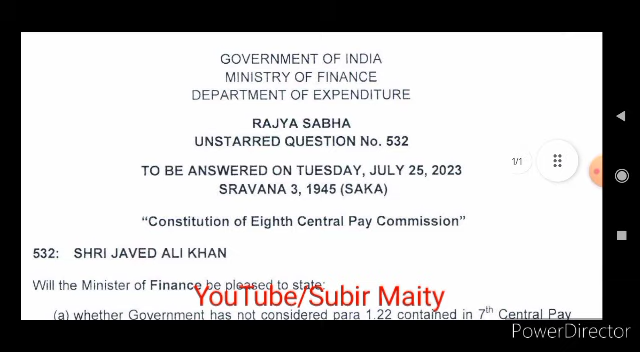 GOVERNMENT OF INDIA
MINISTRY OF FINANCE
DEPARTMENT OF EXPENDITURE
RAJYA SABHA
UNSTARRED QUESTION No. 532
TO BE ANSWERED ON TUESDAY, JULY 25, 2023
SRAVANA 3, 1945 (SAKA)
1/1
“Constitution of Eighth Central Pay Commission”
532: SHRI JAVED ALI KHAN
Will the Minister of Finance be pleased to state:
YouTube/Subir Maity
(a) whether Government has not considered para 1.22 contained in 7th Central Pay
PowerDirector